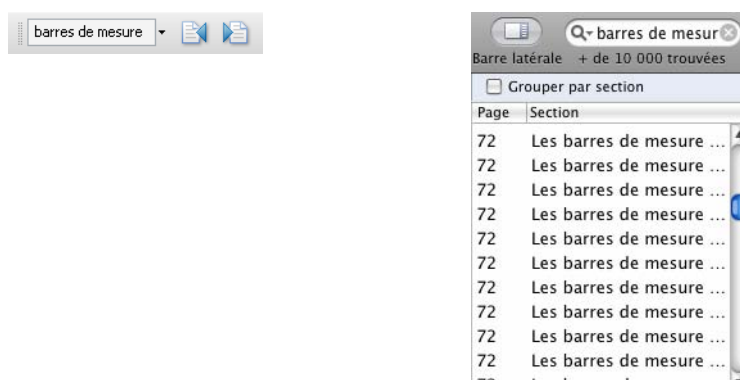 barres de mesure
barres de mesur
Barre latérale + de 10 000 trouvées
Grouper par section
Page Section
72 Les barres de mesure ...
72 Les barres de mesure ...
72 Les barres de mesure ...
72 Les barres de mesure ...
72 Les barres de mesure ...
72 Les barres de mesure ...
72 Les barres de mesure ...
72 Les barres de mesure ...
72 Les barres de mesure ...
72 Les barres de mesure ...